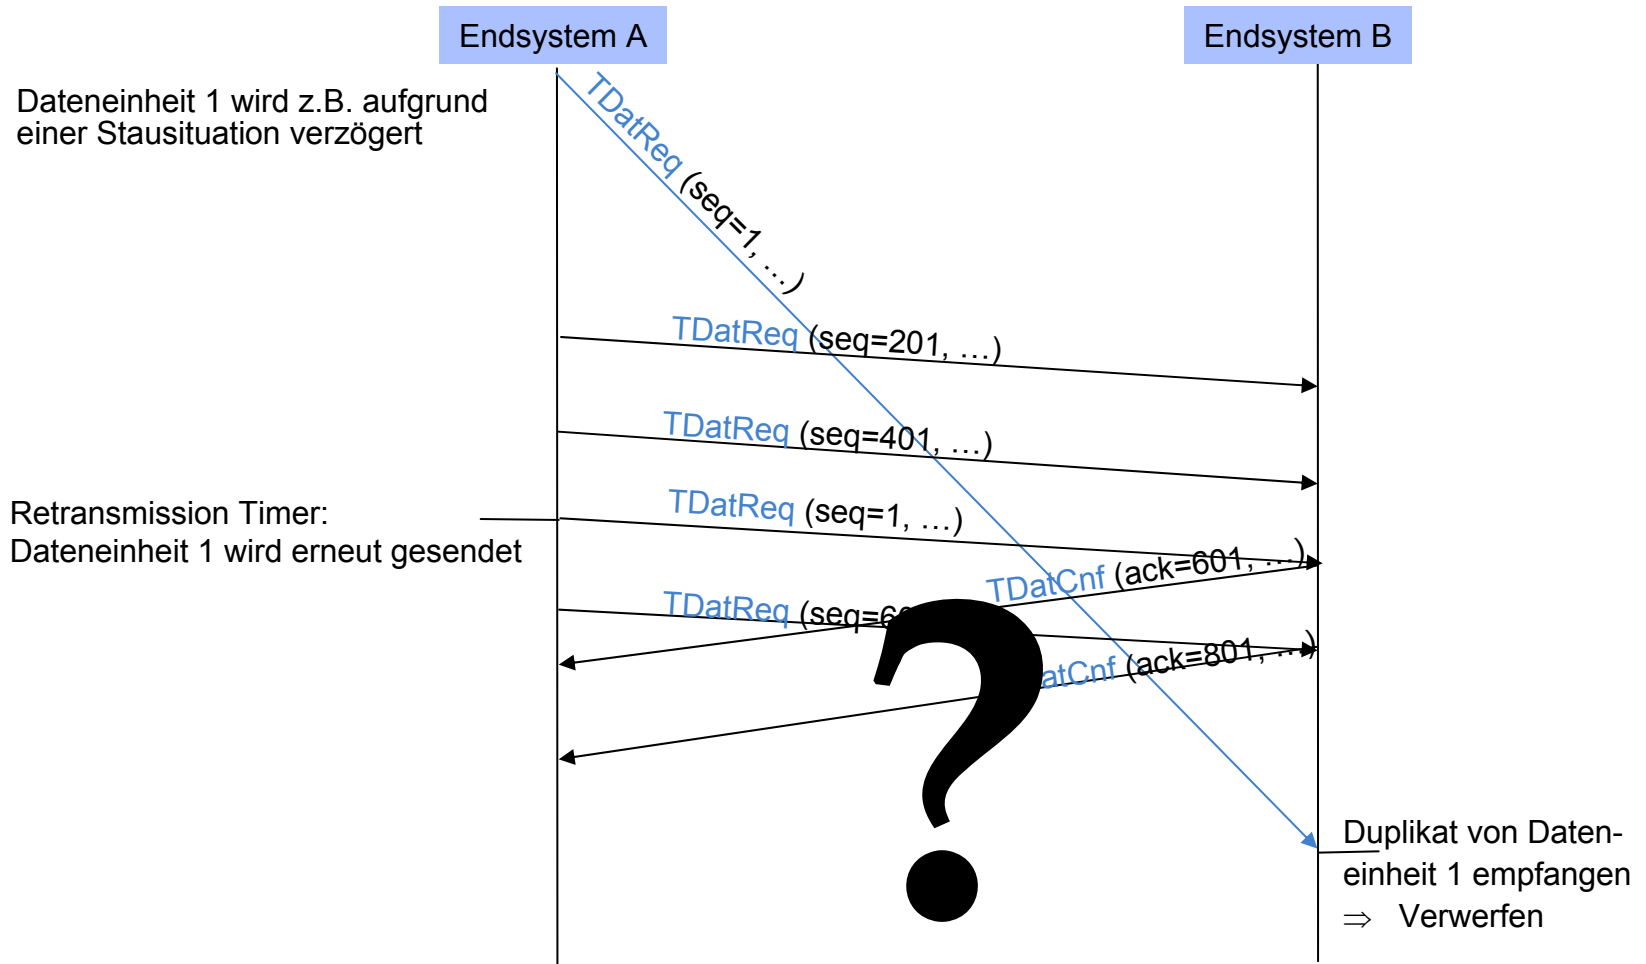 Endsystem A
Endsystem B
Dateneinheit 1 wird z.B. aufgrund
einer Stausituation verzögert
TDatReq (seq=1, …)
TDatReq (seq=201, …)
TDatReq (seq=401, …)
Retransmission Timer:
Dateneinheit 1 wird erneut gesendet
TDatReq (seq=1, …)
TDatCnf (ack=601, …)
TDatReq (seq=6
atCnf (ack=801, …)
?
Duplikat von Daten-
einheit 1 empfangen
⇒ Verwerfen